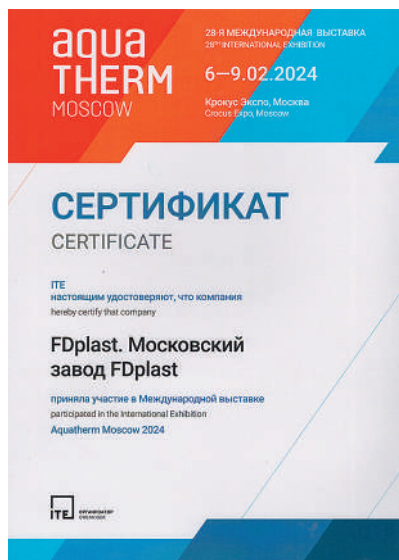 aqua
THERM
MOSCOW
28-Я МЕЖДУНАРОДНАЯ ВЫСТАВКА
28TH INTERNATIONAL EXHIBITION
6—9.02.2024
Крокус Экспо, Москва
Crocus Expo, Moscow
СЕРТИФИКАТ
CERTIFICATE
ITE
настоящим удостоверяют, что компания
hereby certify that company
FDplast. Московский
завод FDplast
приняла участие в Международной выставке
participated in the International Exhibition
Aquatherm Moscow 2024
ITE
ОРГАНИЗАТОР
ORGANISER